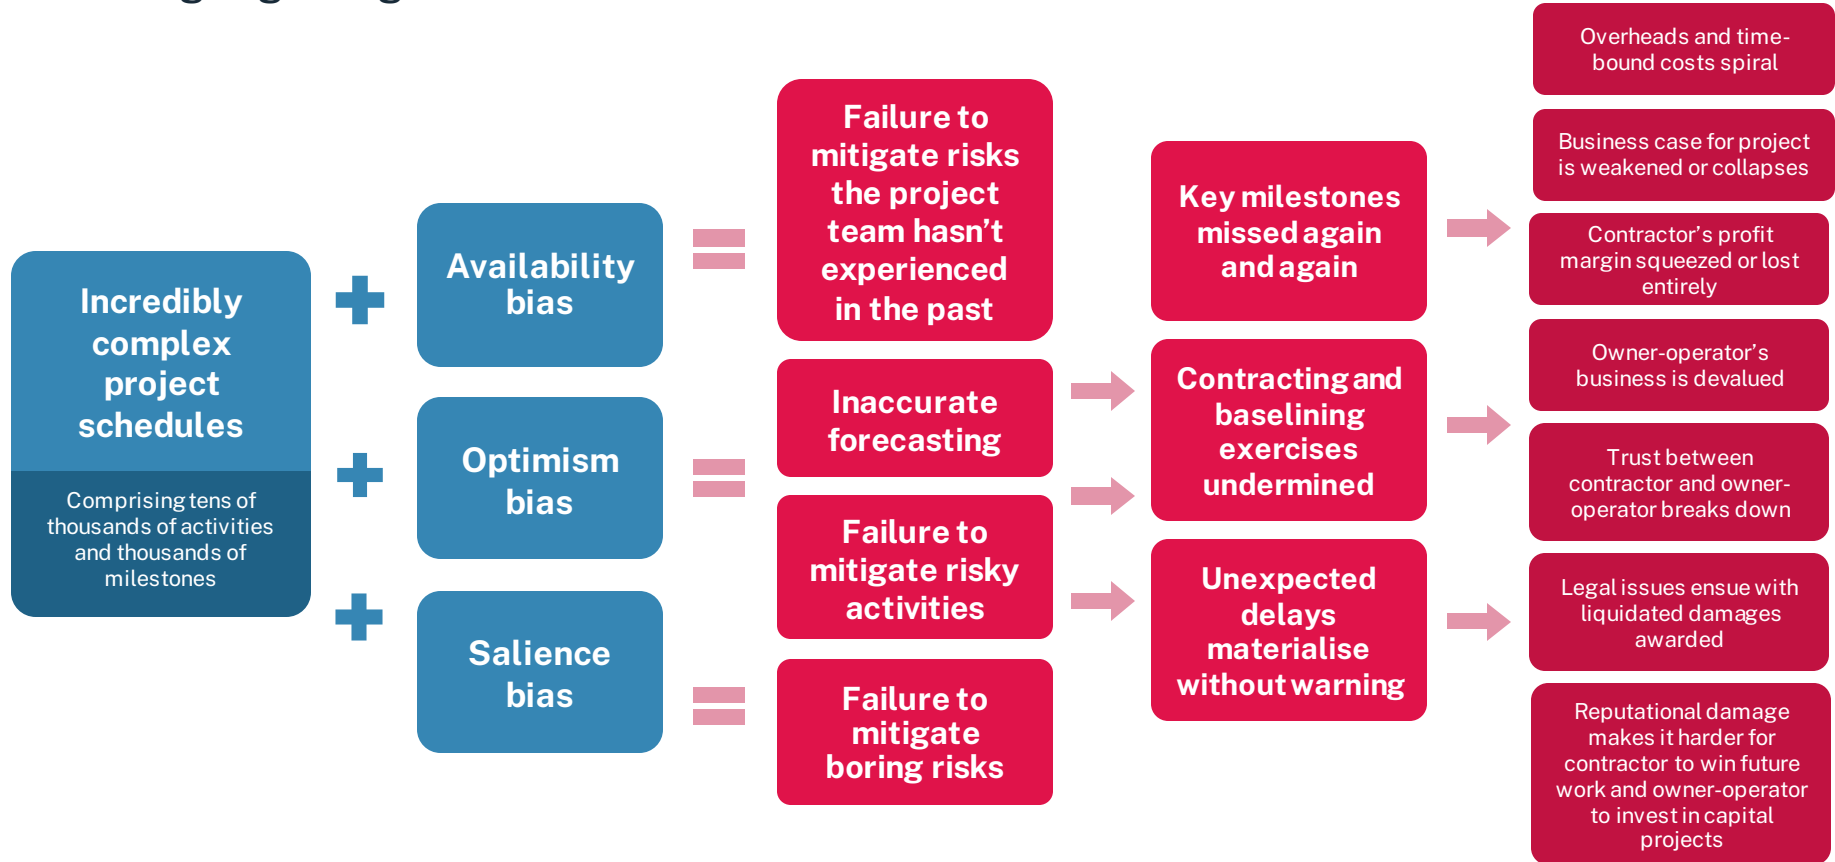 Incredibly
complex
project
schedules
Comprising tens of
thousands of activities
and thousands of
milestones
Availability
bias
Optimism
bias
Salience
bias
Failure to
mitigate risks
the project
team hasn’t
experienced
in the past
Inaccurate
forecasting
Failure to
mitigate risky
activities
Failure to
mitigate
boring risks
Key milestones
missed again
and again
Contracting and
baselining
exercises
undermined
Unexpected
delays
materialise
without warning
Overheads and time-
bound costs spiral
Business case for project
is weakened or collapses
Contractor’s profit
margin squeezed or lost
entirely
Owner-operator’s
business is devalued
Trust between
contractor and owner-
operator breaks down
Legal issues ensue with
liquidated damages
awarded
Reputational damage
makes it harder for
contractor to win future
work and owner-operator
to invest in capital
projects